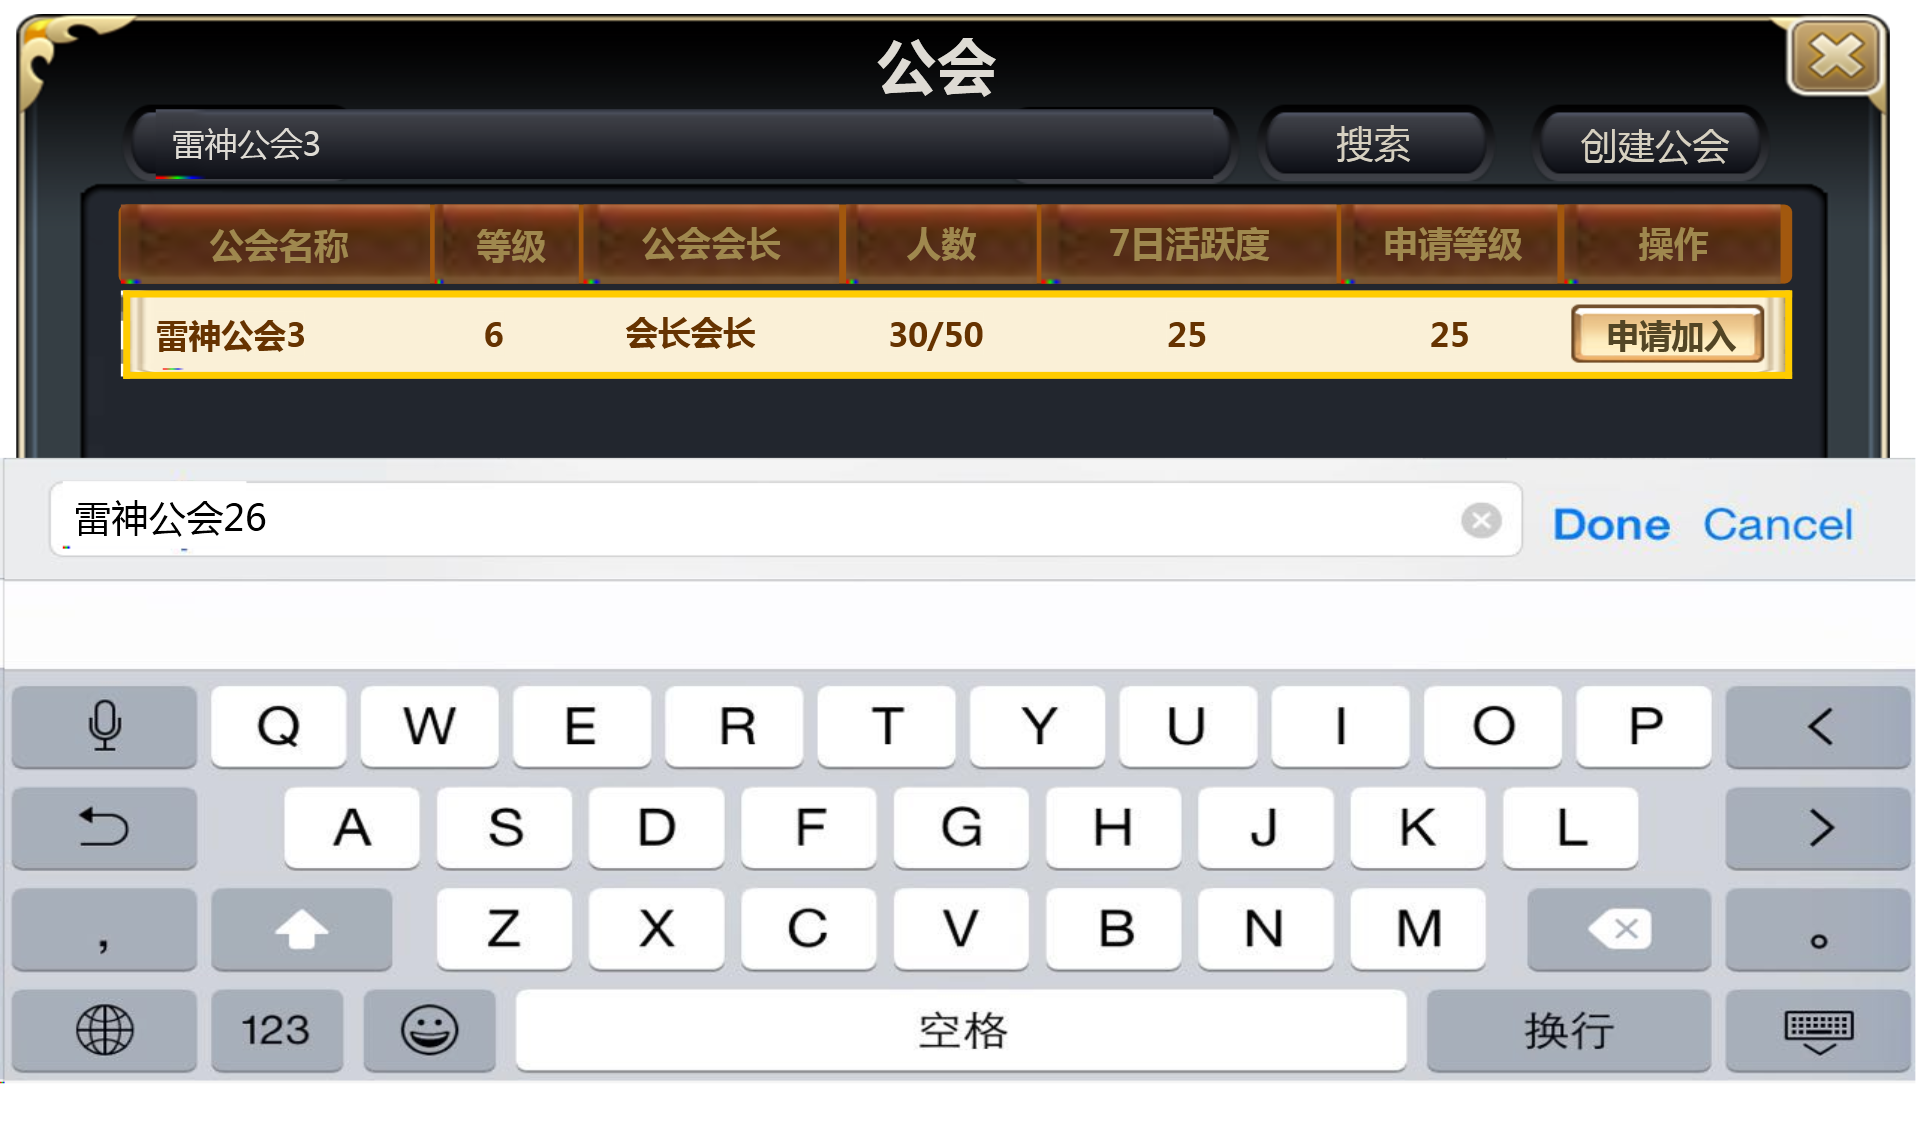 公会
雷神公会3 搜索 创建公会
公会名称 等级 公会会长 人数 7日活跃度 申请等级 操作
雷神公会3 6 会长会长 30/50 25 25 申请加入
雷神公会26 Done Cancel
Q W E R T Y U I O P <
A S D F G H J K L >
, Z X C V B N M 。
123 空格 换行